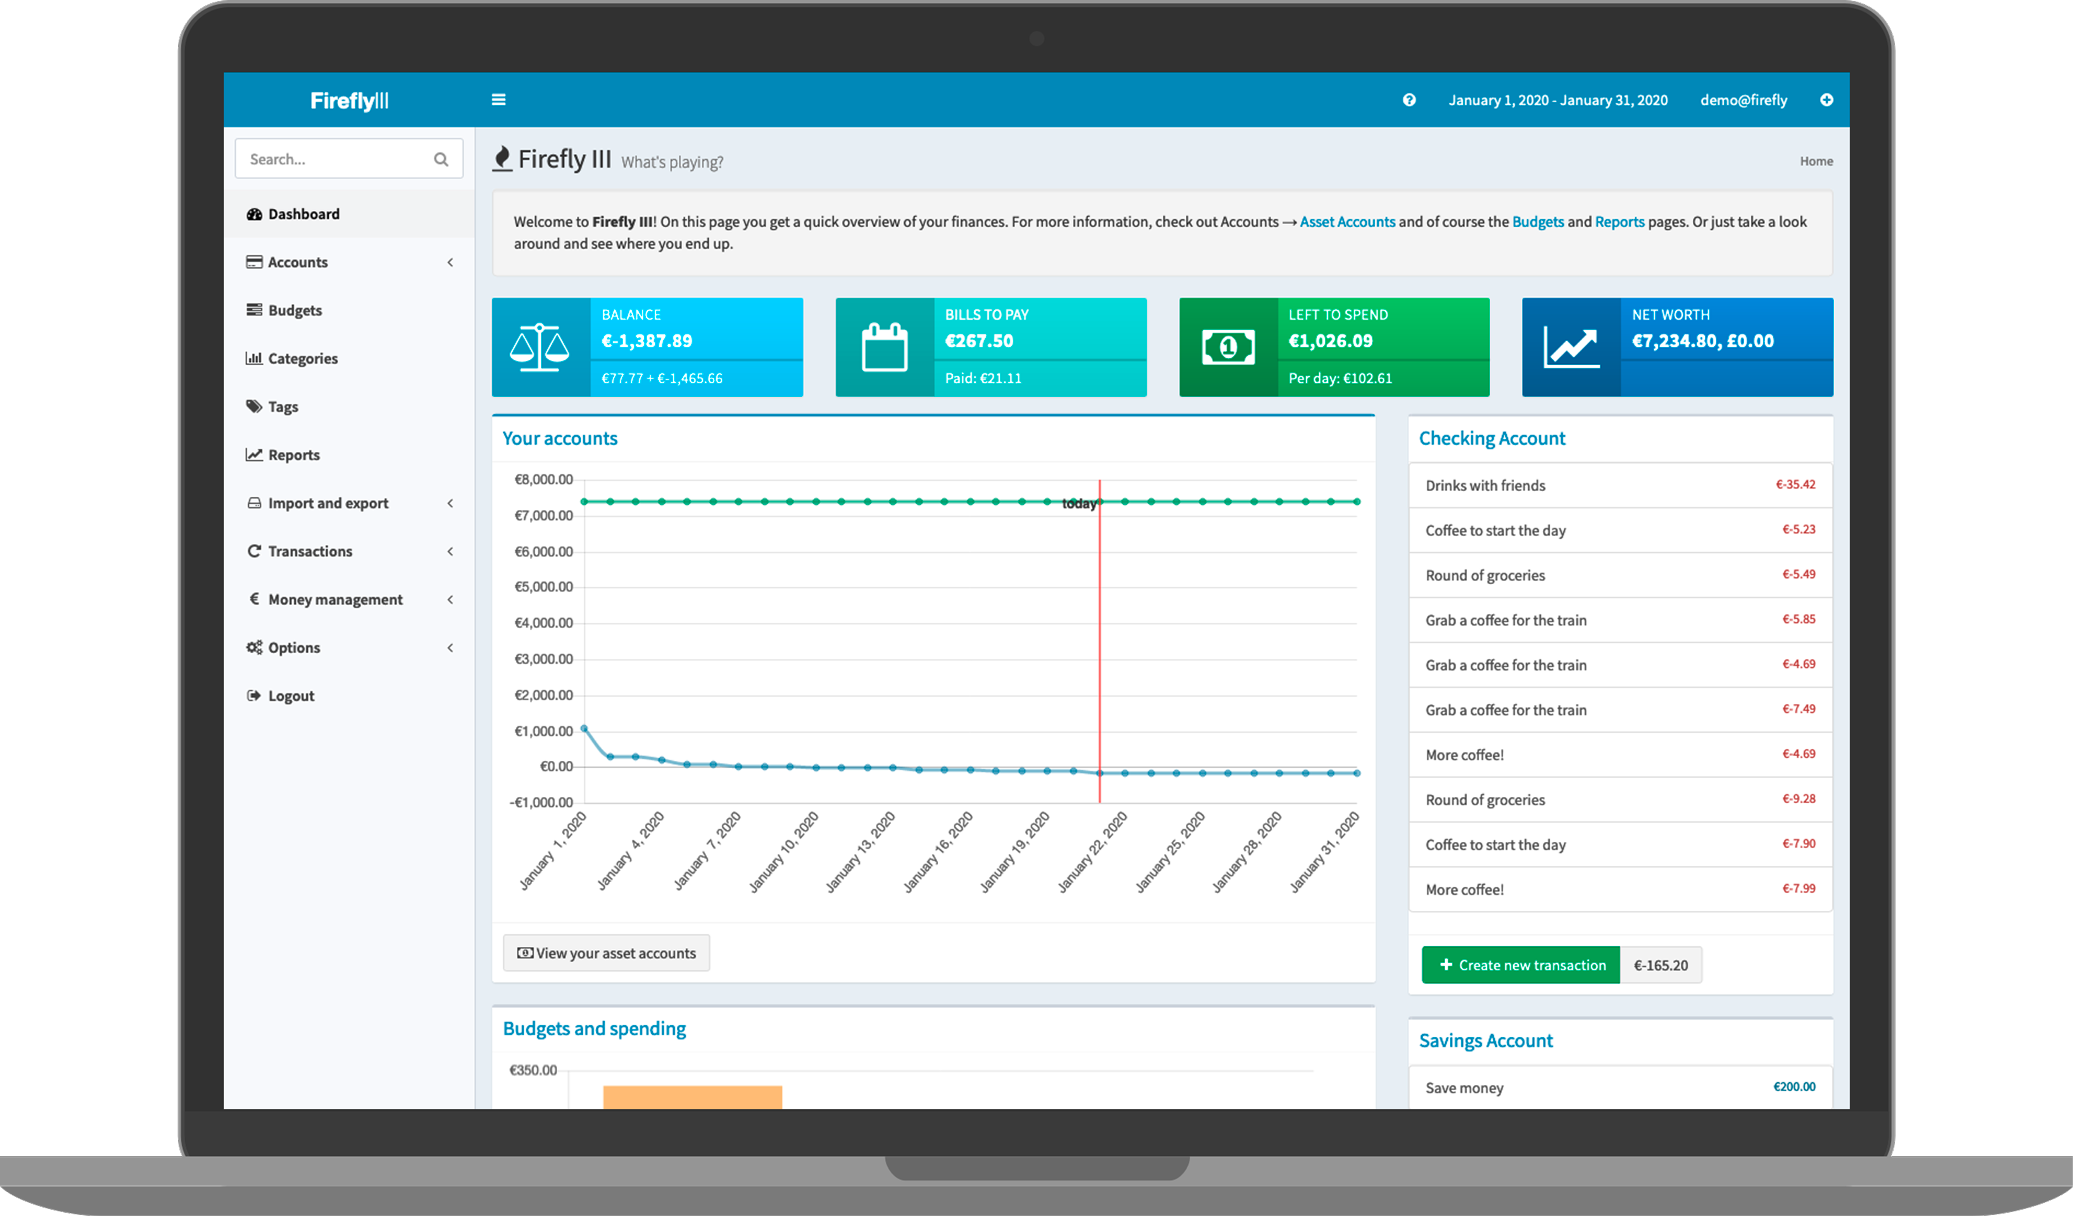 FireflyIII
January 1, 2020 - January 31, 2020
demo@firefly
Search...
Dashboard
Accounts
Budgets
Categories
Tags
Reports
Import and export
Transactions
€ Money management
Options
Logout
Firefly III What's playing?
Home
Welcome to Firefly III! On this page you get a quick overview of your finances. For more information, check out Accounts → Asset Accounts and of course the Budgets and Reports pages. Or just take a look
around and see where you end up.
BALANCE
€-1,387.89
€77.77 + €-1,465.66
BILLS TO PAY
€267.50
Paid: €21.11
LEFT TO SPEND
€1,026.09
Per day: €102.61
NET WORTH
€7,234.80, £0.00
Your accounts
€8,000.00
€7,000.00
€6,000.00
€5,000.00
€4,000.00
€3,000.00
€2,000.00
€1,000.00
€0.00
-€1,000.00
today
January 1, 2020
January 4, 2020
January 7, 2020
January 10, 2020
January 13, 2020
January 16, 2020
January 19, 2020
January 22, 2020
January 25, 2020
January 28, 2020
January 31, 2020
View your asset accounts
Checking Account
Drinks with friends €-35.42
Coffee to start the day €-5.23
Round of groceries €-5.49
Grab a coffee for the train €-5.85
Grab a coffee for the train €-4.69
Grab a coffee for the train €-7.49
More coffee! €-4.69
Round of groceries €-9.28
Coffee to start the day €-7.90
More coffee! €-7.99
+ Create new transaction €-165.20
Budgets and spending
€350.00
Savings Account
Save money €200.00